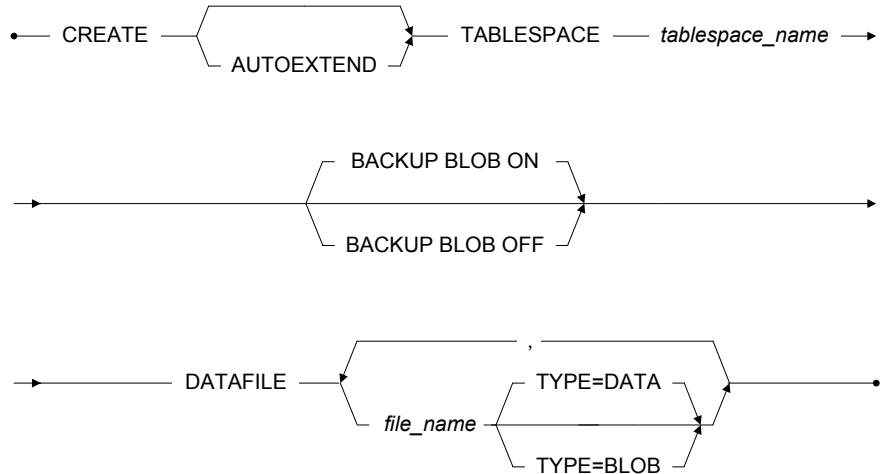 CREATE TABLESPACE tablespace_name
AUTOEXTEND
BACKUP BLOB ON
BACKUP BLOB OFF
,
DATAFILE TYPE=DATA
file_name
TYPE=BLOB